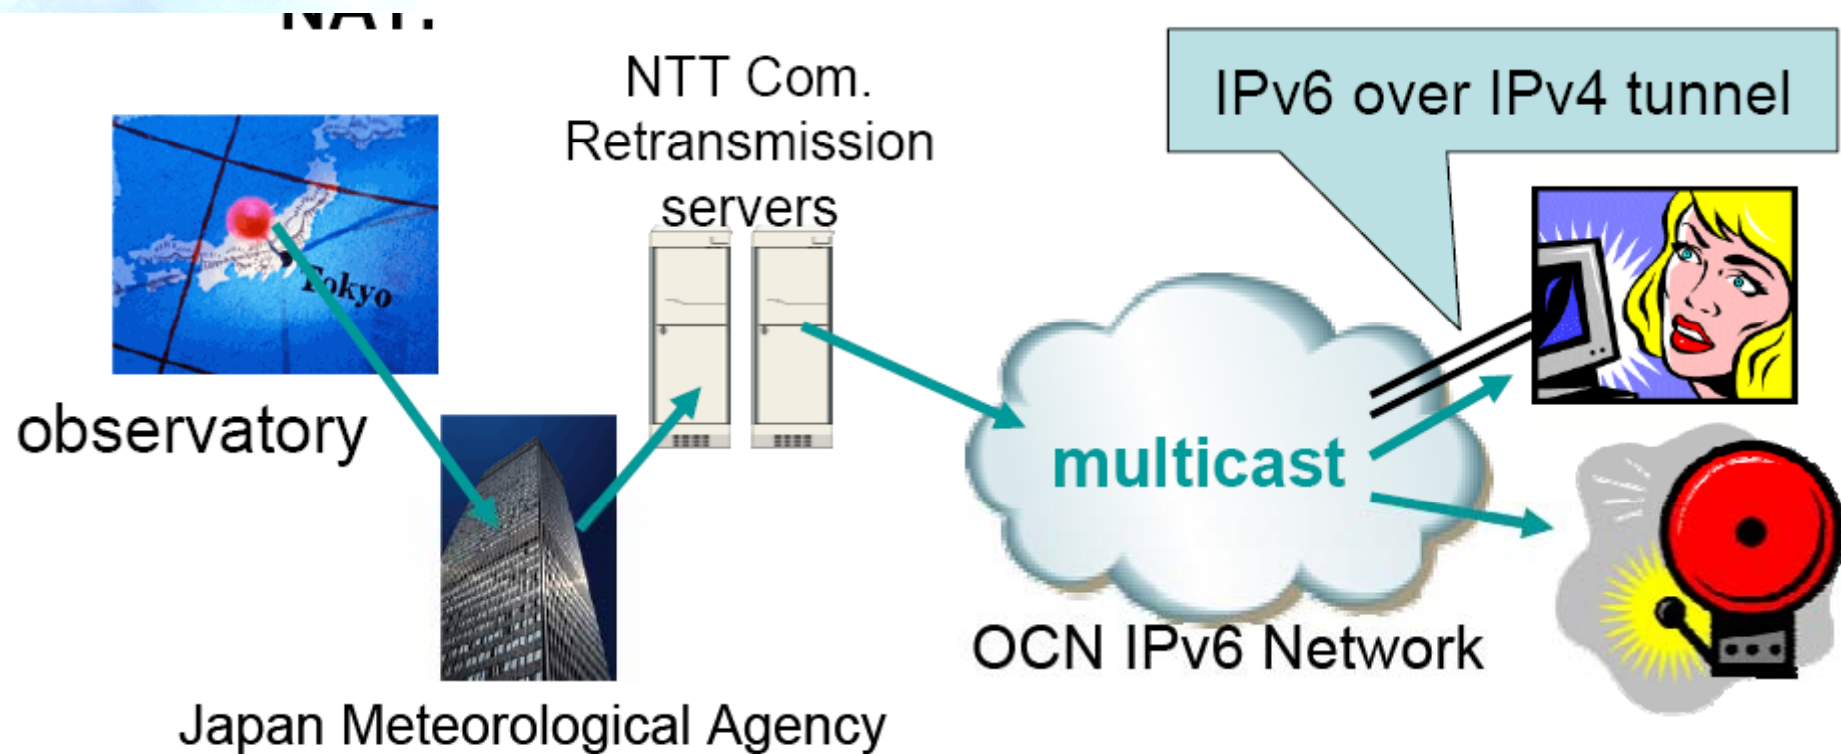 NTT Com.
Retransmission
servers
IPv6 over IPv4 tunnel
Tokyo
observatory
multicast
OCN IPv6 Network
Japan Meteorological Agency